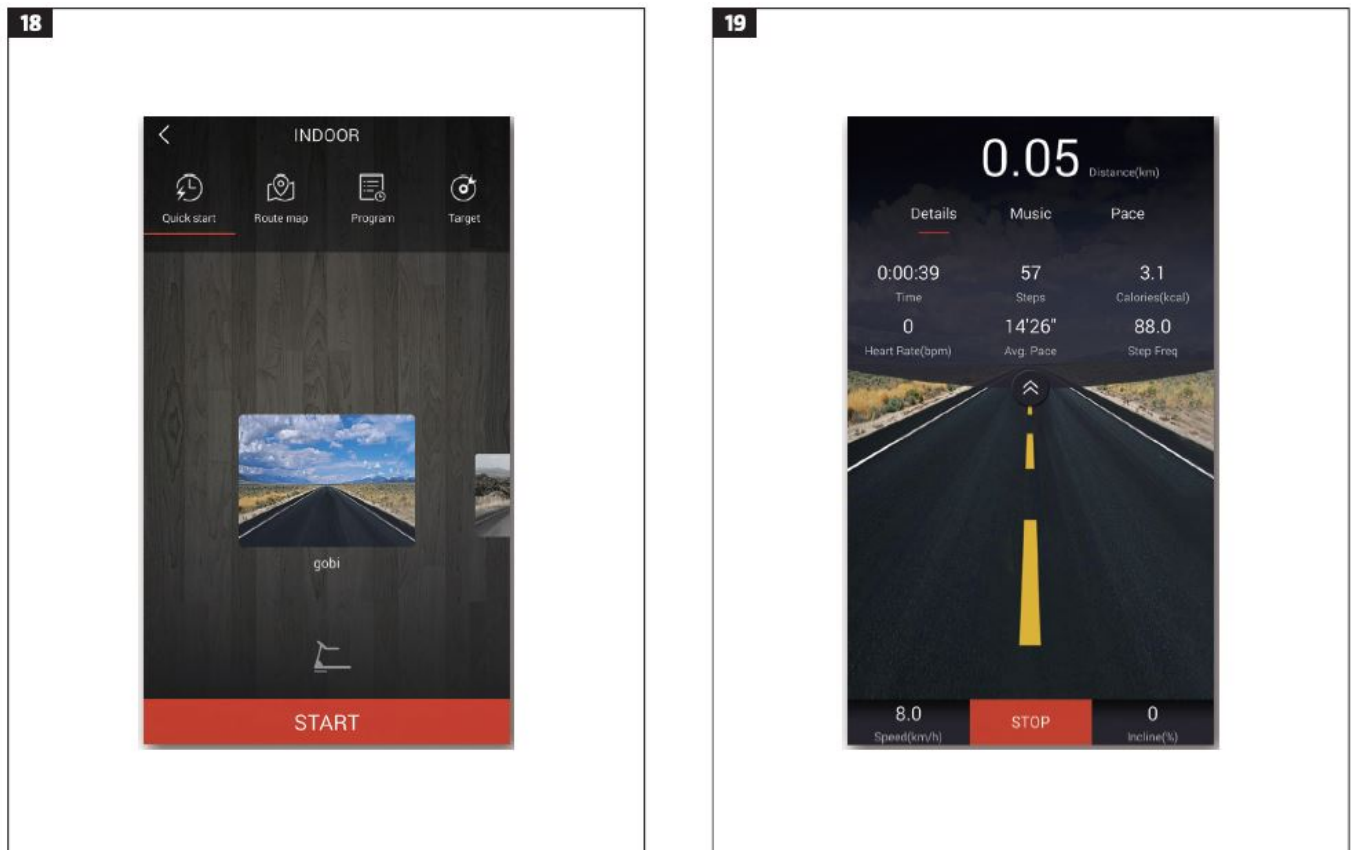 18
INDOOR
Quick start Route map Program Target
gobi
START
19
0.05 Distance(km)
Details Music Pace
0:00:39 57 3.1
Time Steps Calories(kcal)
0 14'26" 88.0
Heart Rate(bpm) Avg. Pace Step Freq
8.0 STOP 0
Speed(km/h) Incline(%)